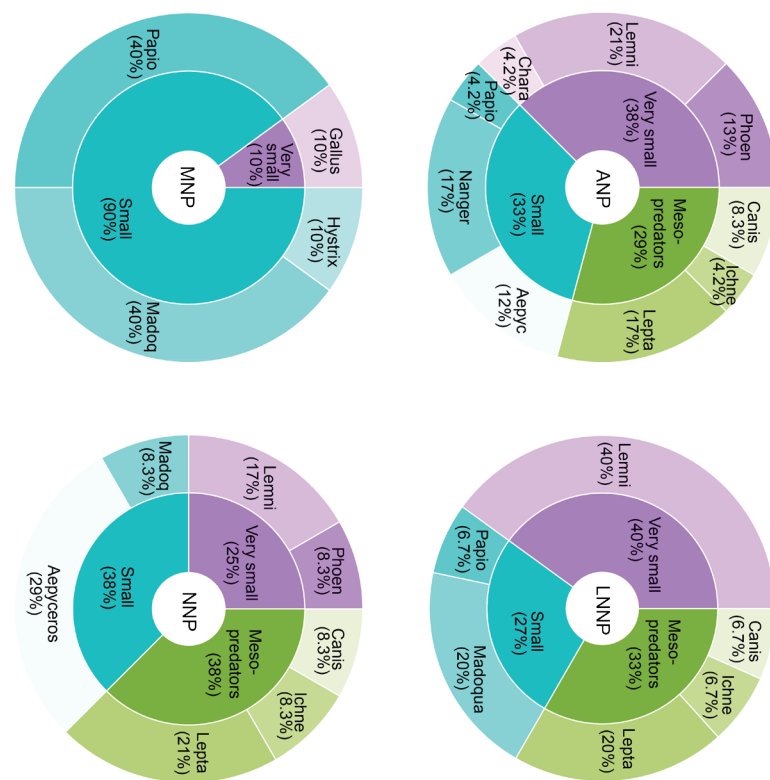 MNP
Very
small
(10%)
Small
(90%)
Gallus
(10%)
Hystrix
(10%)
Madoq
(40%)
Papio
(40%)
ANP
Very small
(38%)
Small
(33%)
Meso-
predators
(29%)
Lemni
(21%)
Phoen
(13%)
Canis
(8.3%)
Ichne
(4.2%)
Lepta
(17%)
Aepyc
(12%)
Nanger
(17%)
Papio
(4.2%)
Chara
(4.2%)
NNP
Very small
(25%)
Small
(38%)
Meso-
predators
(38%)
Lemni
(17%)
Phoen
(8.3%)
Canis
(8.3%)
Ichne
(8.3%)
Lepta
(21%)
Aepyceros
(29%)
Madoq
(8.3%)
LNNP
Very small
(40%)
Small
(27%)
Meso-
predators
(33%)
Lemni
(40%)
Canis
(6.7%)
Ichne
(6.7%)
Lepta
(20%)
Madoqua
(20%)
Papio
(6.7%)